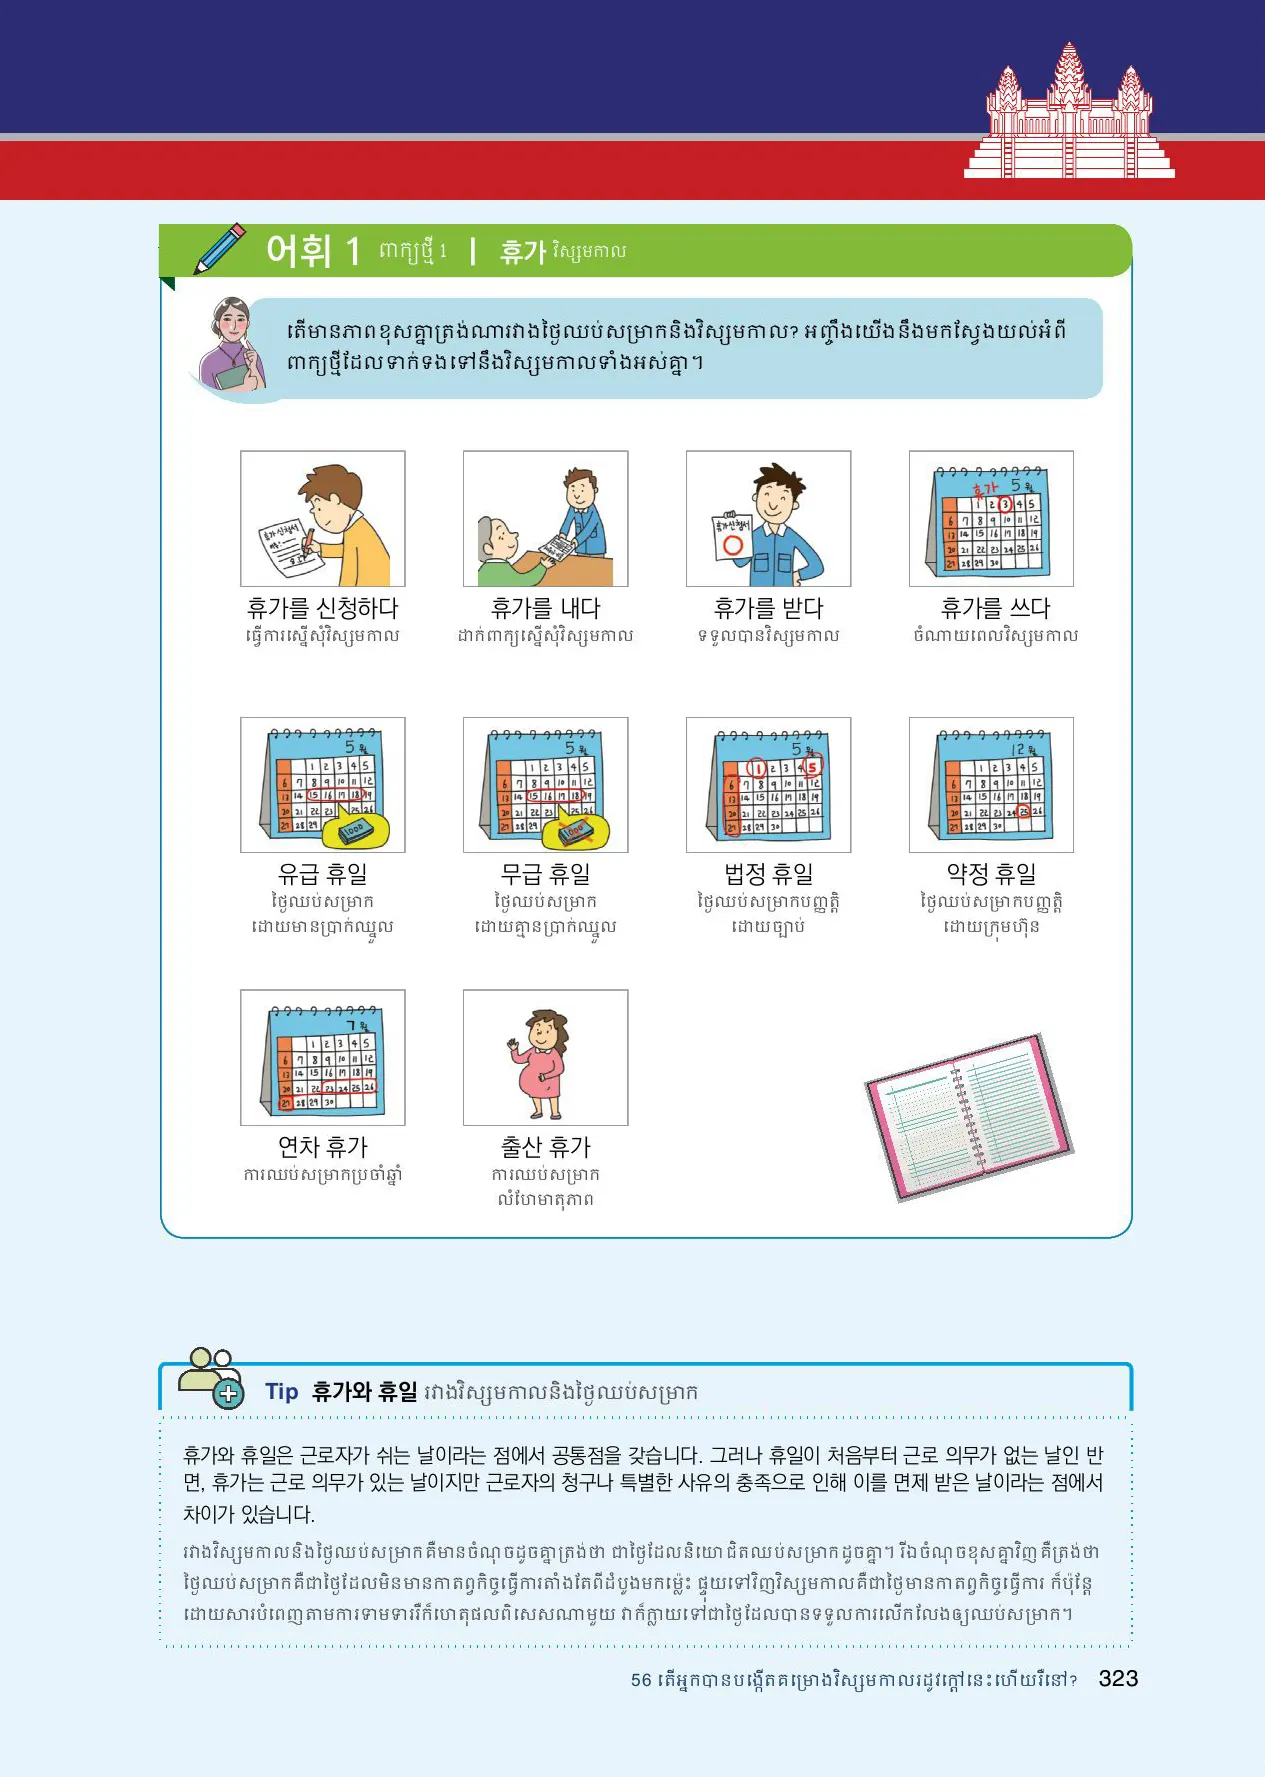 어휘 1 ពាក្យថ្មី 1 | 휴가 វិស្សមកាល
តើមានភាពខុសគ្នាត្រង់ណារវាងថ្ងៃឈប់សម្រាកនិងវិស្សមកាល? អញ្ចឹងយើងនឹងមកស្វែងយល់អំពី
ពាក្យថ្មីដែលទាក់ទងទៅនឹងវិស្សមកាលទាំងអស់គ្នា។
휴가를 신청하다
ធ្វើការស្នើសុំវិស្សមកាល
휴가를 내다
ដាក់ពាក្យស្នើសុំវិស្សមកាល
휴가를 받다
ទទួលបានវិស្សមកាល
휴가를 쓰다
ចំណាយពេលវិស្សមកាល
유급 휴일
ថ្ងៃឈប់សម្រាក
ដោយមានប្រាក់ឈ្នួល
무급 휴일
ថ្ងៃឈប់សម្រាក
ដោយគ្មានប្រាក់ឈ្នួល
법정 휴일
ថ្ងៃឈប់សម្រាកបញ្ញត្តិ
ដោយច្បាប់
약정 휴일
ថ្ងៃឈប់សម្រាកបញ្ញត្តិ
ដោយក្រុមហ៊ុន
연차 휴가
ការឈប់សម្រាកប្រចាំឆ្នាំ
출산 휴가
ការឈប់សម្រាក
លំហែមាតុភាព
Tip 휴가와 휴일 រវាងវិស្សមកាលនិងថ្ងៃឈប់សម្រាក
휴가와 휴일은 근로자가 쉬는 날이라는 점에서 공통점을 갖습니다. 그러나 휴일이 처음부터 근로 의무가 없는 날인 반
면, 휴가는 근로 의무가 있는 날이지만 근로자의 청구나 특별한 사유의 충족으로 인해 이를 면제 받은 날이라는 점에서
차이가 있습니다.
រវាងវិស្សមកាលនិងថ្ងៃឈប់សម្រាកគឺមានចំណុចដូចគ្នាត្រង់ថា ជាថ្ងៃដែលនិយោជិតឈប់សម្រាកដូចគ្នា។ រីឯចំណុចខុសគ្នាវិញគឺត្រង់ថា
ថ្ងៃឈប់សម្រាកគឺជាថ្ងៃដែលមិនមានកាតព្វកិច្ចធ្វើការតាំងតែពីដំបូងមកម៉្លេះ ផ្ទុយទៅវិញវិស្សមកាលគឺជាថ្ងៃមានកាតព្វកិច្ចធ្វើការ ក៏ប៉ុន្តែ
ដោយសារបំពេញតាមការទាមទាររឺក៏ហេតុផលពិសេសណាមួយ វាក៏ក្លាយទៅជាថ្ងៃដែលបានទទួលការលើកលែងឲ្យឈប់សម្រាក។
56 តើអ្នកបានបង្កើតគម្រោងវិស្សមកាលរដូវក្ដៅនេះហើយរឺនៅ? 323